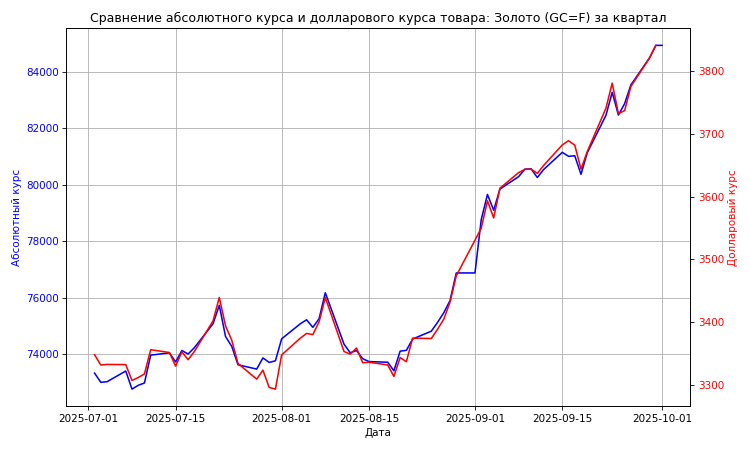 Сравнение абсолютного курса и долларового курса товара: Золото (GC=F) за квартал
84000
82000
80000
78000
76000
74000
Абсолютный курс
3800
3700
3600
3500
3400
3300
Долларовый курс
2025-07-01 2025-07-15 2025-08-01 2025-08-15 2025-09-01 2025-09-15 2025-10-01
Дата